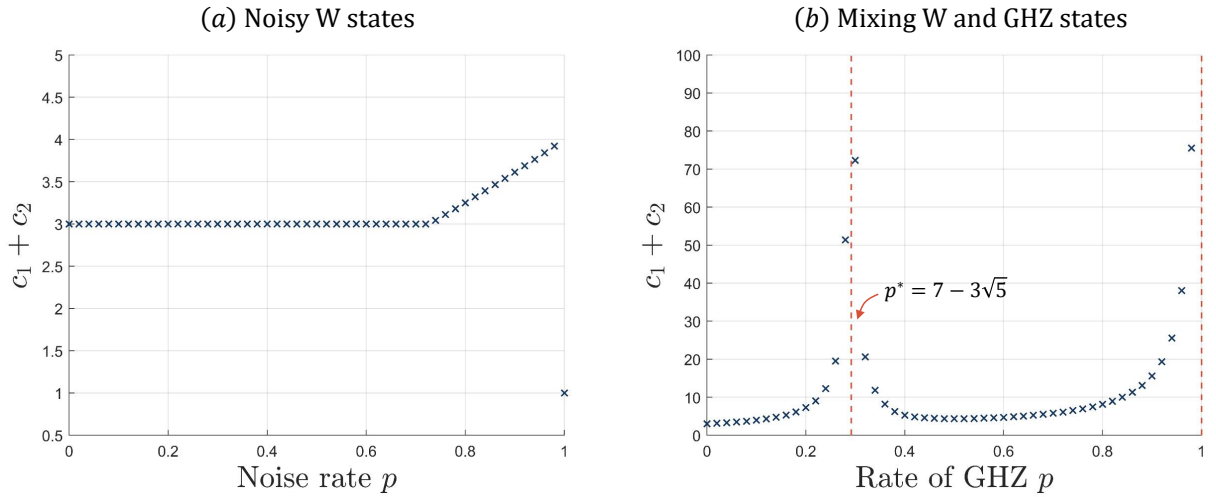 (a) Noisy W states
5
4.5
4
3.5
3
2.5
2
1.5
1
0.5
c₁ + c₂
0 0.2 0.4 0.6 0.8 1
Noise rate p
(b) Mixing W and GHZ states
100
90
80
70
60
50
40
30
20
10
0
c₁ + c₂
p* = 7 − 3√5
0 0.2 0.4 0.6 0.8 1
Rate of GHZ p